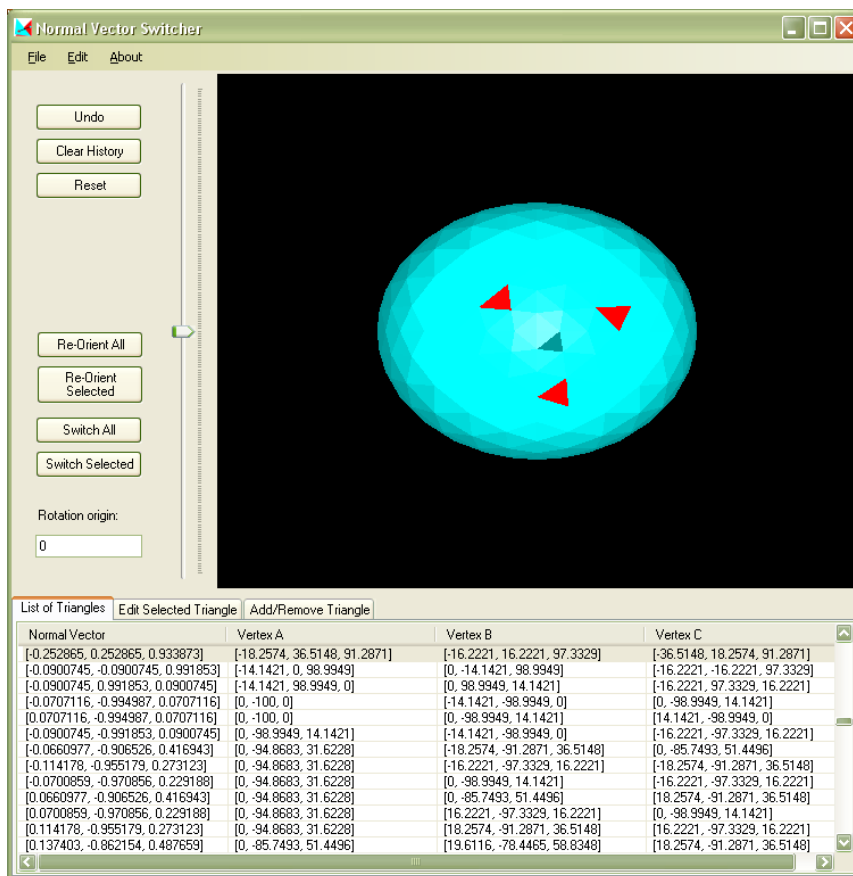 Normal Vector Switcher
File Edit About
Undo
Clear History
Reset
Re-Orient All
Re-Orient
Selected
Switch All
Switch Selected
Rotation origin:
0
List of Triangles Edit Selected Triangle Add/Remove Triangle
Normal Vector Vertex A Vertex B Vertex C
[-0.252865, 0.252865, 0.933873] [-18.2574, 36.5148, 91.2871] [-16.2221, 16.2221, 97.3329] [-36.5148, 18.2574, 91.2871]
[-0.0900745, -0.0900745, 0.991853] [-14.1421, 0, 98.9949] [0, -14.1421, 98.9949] [-16.2221, -16.2221, 97.3329]
[-0.0900745, 0.991853, 0.0900745] [-14.1421, 98.9949, 0] [0, 98.9949, 14.1421] [-16.2221, 97.3329, 16.2221]
[-0.0707116, -0.994987, 0.0707116] [0, -100, 0] [-14.1421, -98.9949, 0] [0, -98.9949, 14.1421]
[0.0707116, -0.994987, 0.0707116] [0, -100, 0] [0, -98.9949, 14.1421] [14.1421, -98.9949, 0]
[-0.0900745, -0.991853, 0.0900745] [0, -98.9949, 14.1421] [-14.1421, -98.9949, 0] [-16.2221, -97.3329, 16.2221]
[-0.0660977, -0.906526, 0.416943] [0, -94.8683, 31.6228] [-18.2574, -91.2871, 36.5148] [0, -85.7493, 51.4496]
[-0.114178, -0.955179, 0.273123] [0, -94.8683, 31.6228] [-16.2221, -97.3329, 16.2221] [-18.2574, -91.2871, 36.5148]
[-0.0700859, -0.970856, 0.229188] [0, -94.8683, 31.6228] [0, -98.9949, 14.1421] [-16.2221, -97.3329, 16.2221]
[0.0660977, -0.906526, 0.416943] [0, -94.8683, 31.6228] [0, -85.7493, 51.4496] [18.2574, -91.2871, 36.5148]
[0.0700859, -0.970856, 0.229188] [0, -94.8683, 31.6228] [16.2221, -97.3329, 16.2221] [0, -98.9949, 14.1421]
[0.114178, -0.955179, 0.273123] [0, -94.8683, 31.6228] [18.2574, -91.2871, 36.5148] [16.2221, -97.3329, 16.2221]
[0.137403, -0.862154, 0.487659] [0, -85.7493, 51.4496] [19.6116, -78.4465, 58.8348] [18.2574, -91.2871, 36.5148]